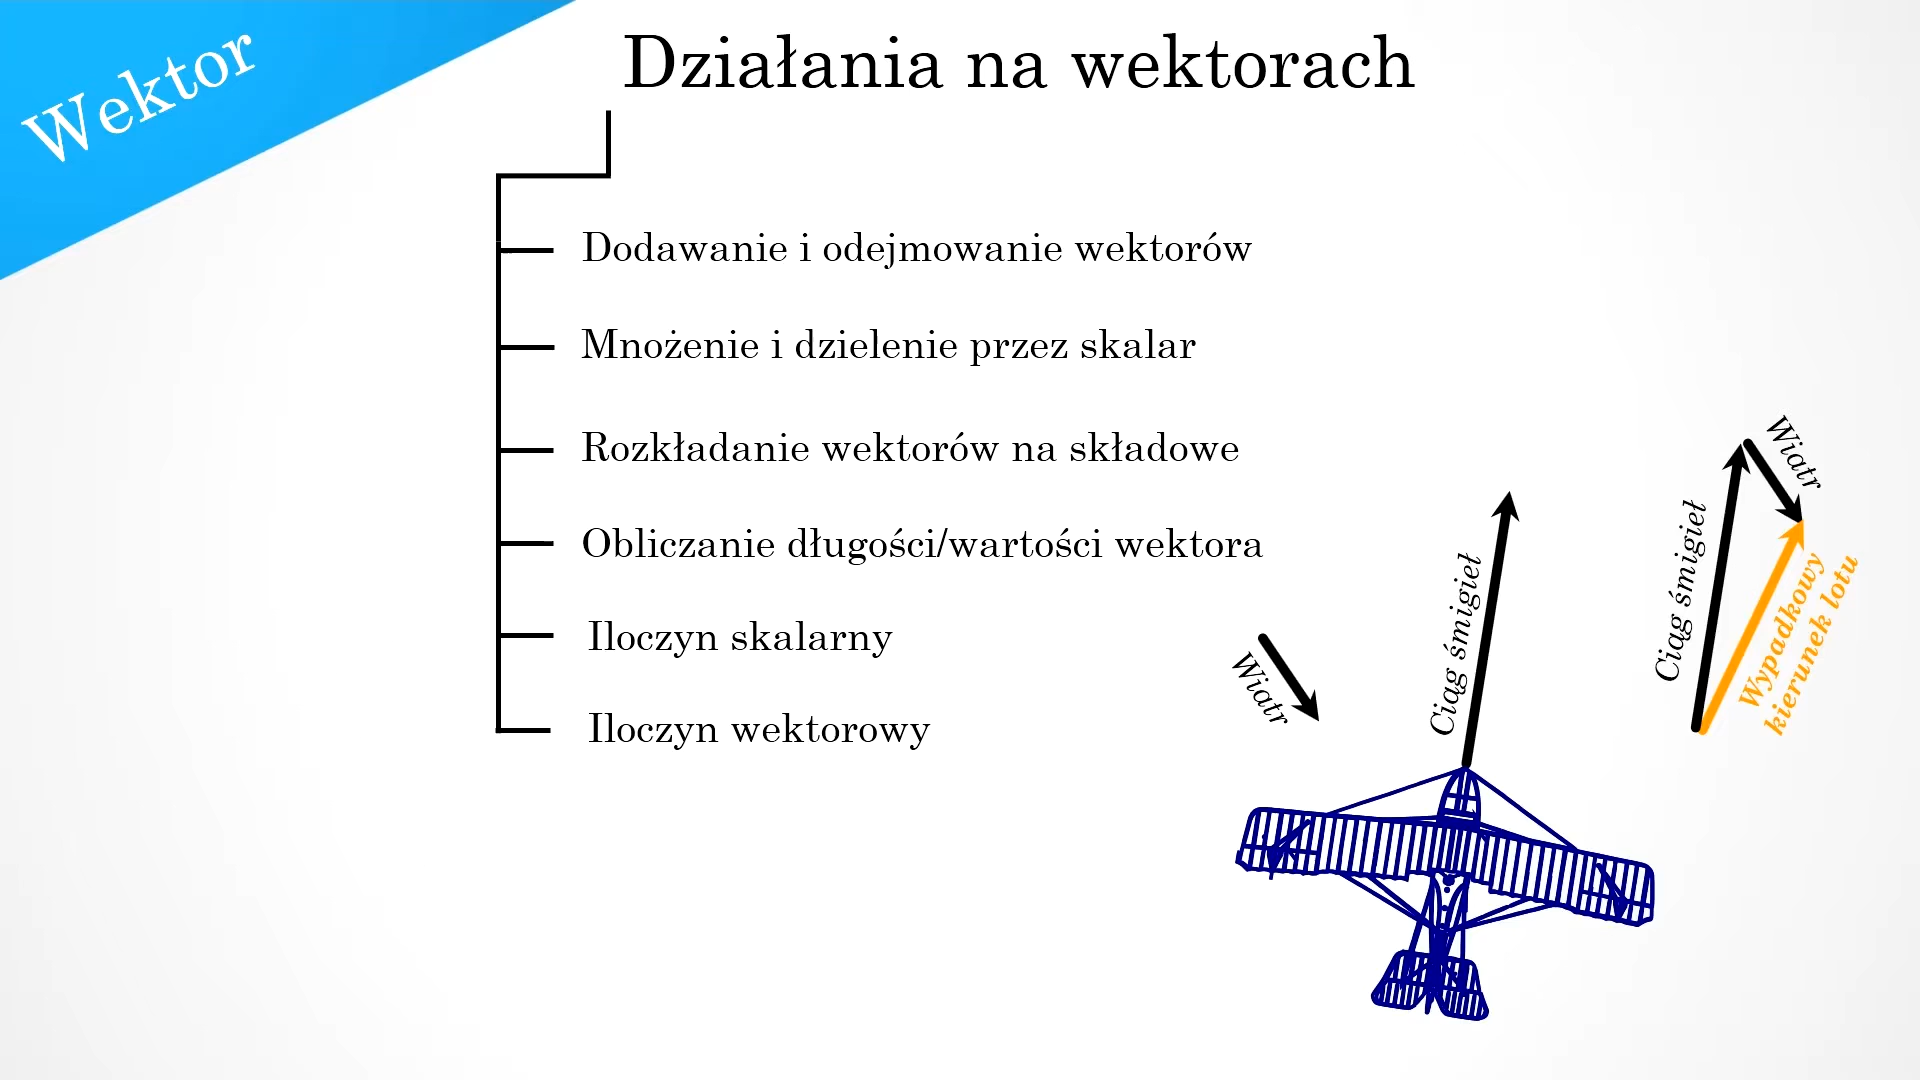 Wektor
Działania na wektorach
Dodawanie i odejmowanie wektorów
Mnożenie i dzielenie przez skalar
Rozkładanie wektorów na składowe
Obliczanie długości/wartości wektora
Iloczyn skalarny
Iloczyn wektorowy
Wiatr
Ciąg śmigieł
Ciąg śmigieł
Wiatr
Wypadkowy
kierunek lotu